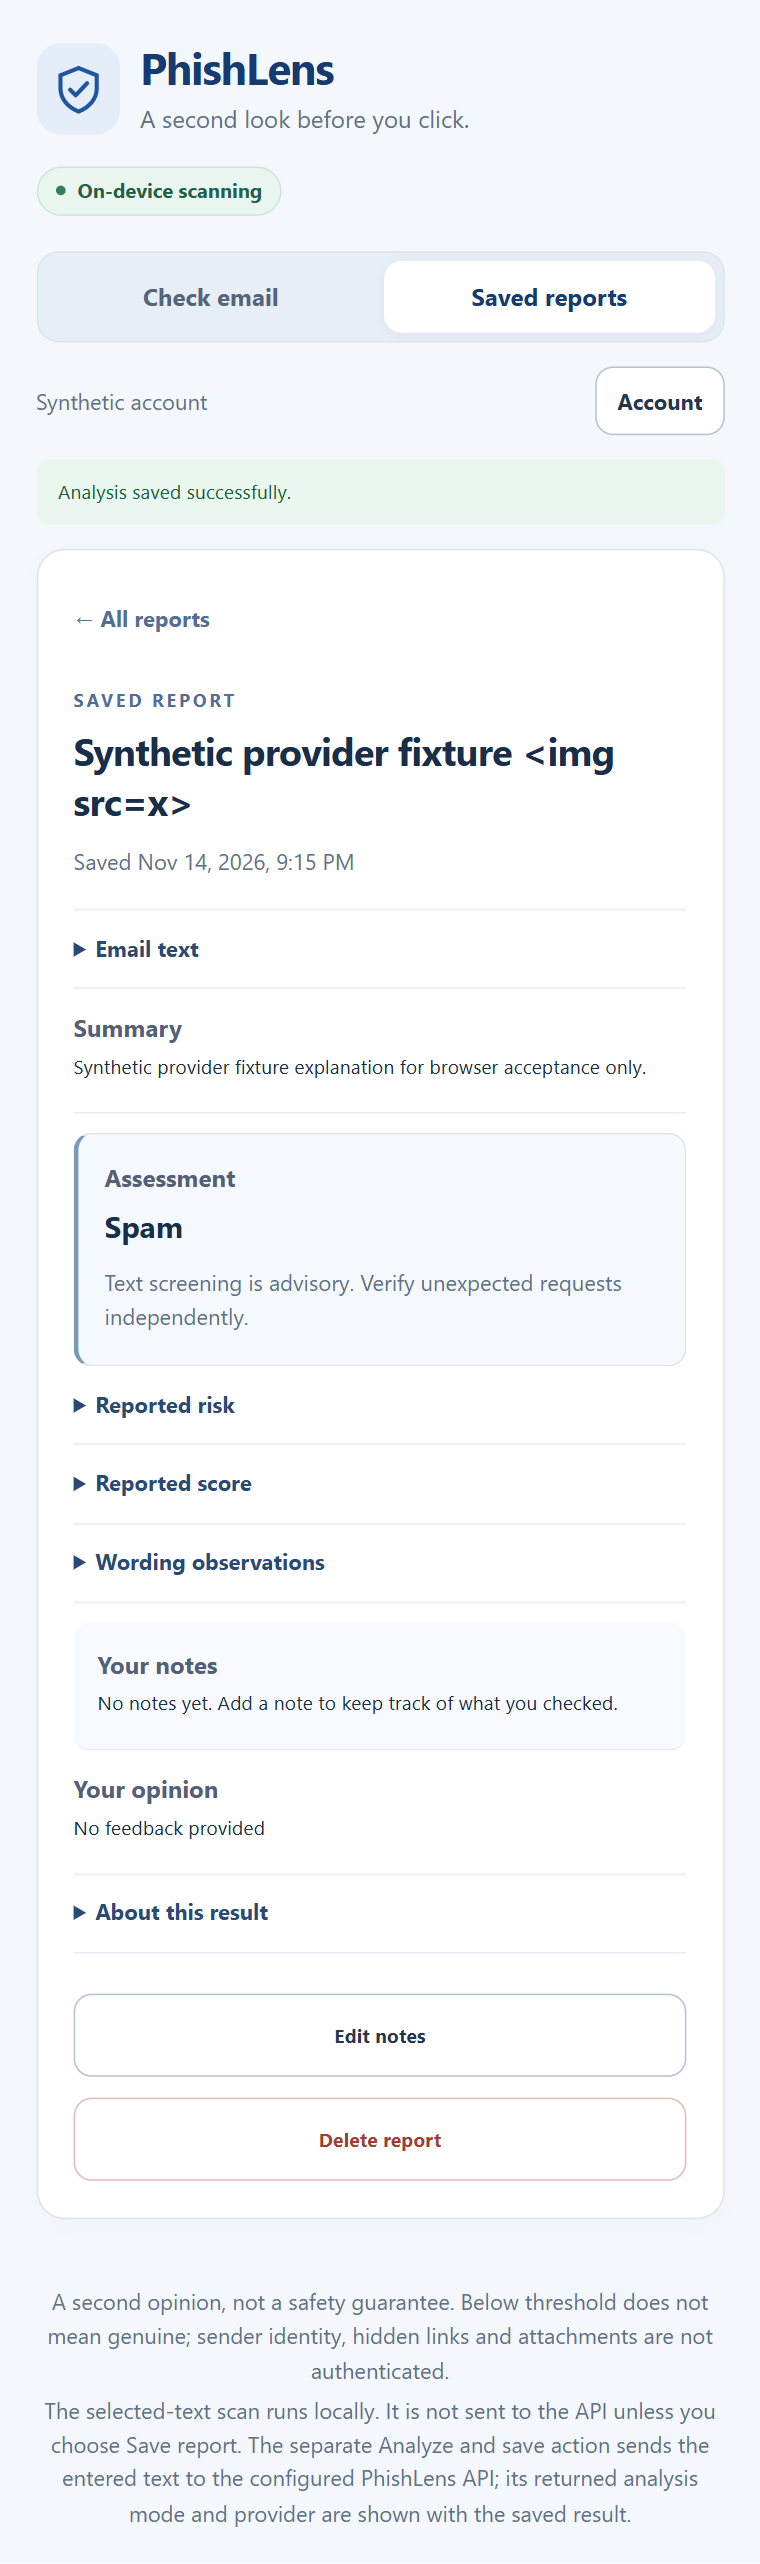 PhishLens
A second look before you click.
On-device scanning
Check email
Saved reports
Synthetic account
Account
Analysis saved successfully.
← All reports
SAVED REPORT
Synthetic provider fixture <img
src=x>
Saved Nov 14, 2026, 9:15 PM
Email text
Summary
Synthetic provider fixture explanation for browser acceptance only.
Assessment
Spam
Text screening is advisory. Verify unexpected requests
independently.
Reported risk
Reported score
Wording observations
Your notes
No notes yet. Add a note to keep track of what you checked.
Your opinion
No feedback provided
About this result
Edit notes
Delete report
A second opinion, not a safety guarantee. Below threshold does not
mean genuine; sender identity, hidden links and attachments are not
authenticated.
The selected-text scan runs locally. It is not sent to the API unless you
choose Save report. The separate Analyze and save action sends the
entered text to the configured PhishLens API; its returned analysis
mode and provider are shown with the saved result.